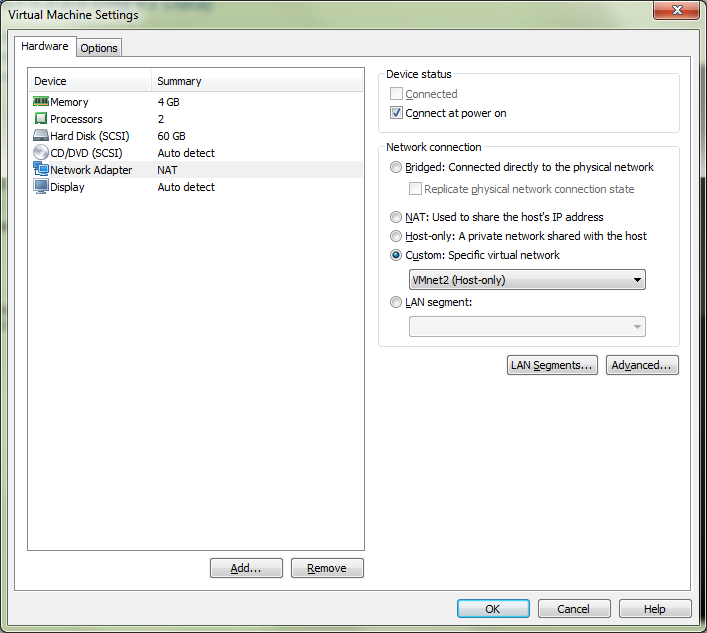 Virtual Machine Settings
Hardware
Options
Device Summary
Memory 4 GB
Processors 2
Hard Disk (SCSI) 60 GB
CD/DVD (SCSI) Auto detect
Network Adapter NAT
Display Auto detect
Add...
Remove
Device status
Connected
Connect at power on
Network connection
Bridged: Connected directly to the physical network
Replicate physical network connection state
NAT: Used to share the host's IP address
Host-only: A private network shared with the host
Custom: Specific virtual network
VMnet2 (Host-only)
LAN segment:
LAN Segments...
Advanced...
OK
Cancel
Help